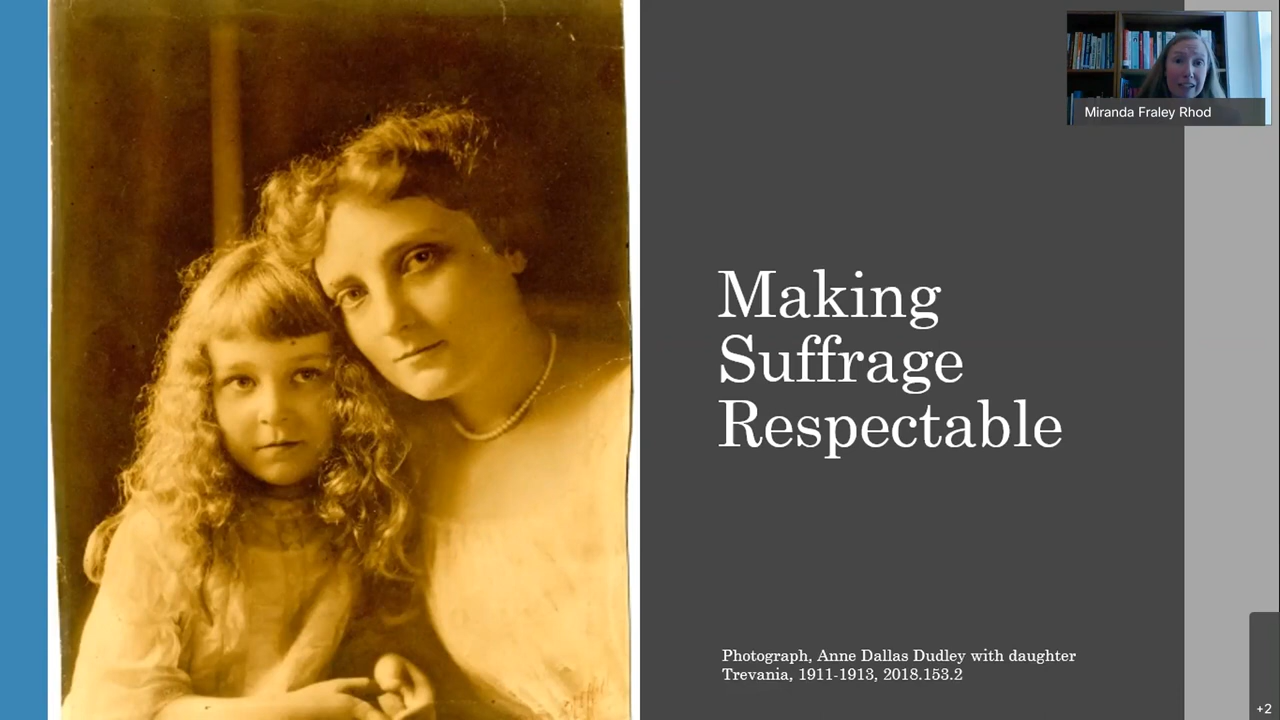 Miranda Fraley Rhod
Making
Suffrage
Respectable
Photograph, Anne Dallas Dudley with daughter
Trevania, 1911-1913, 2018.153.2
+2